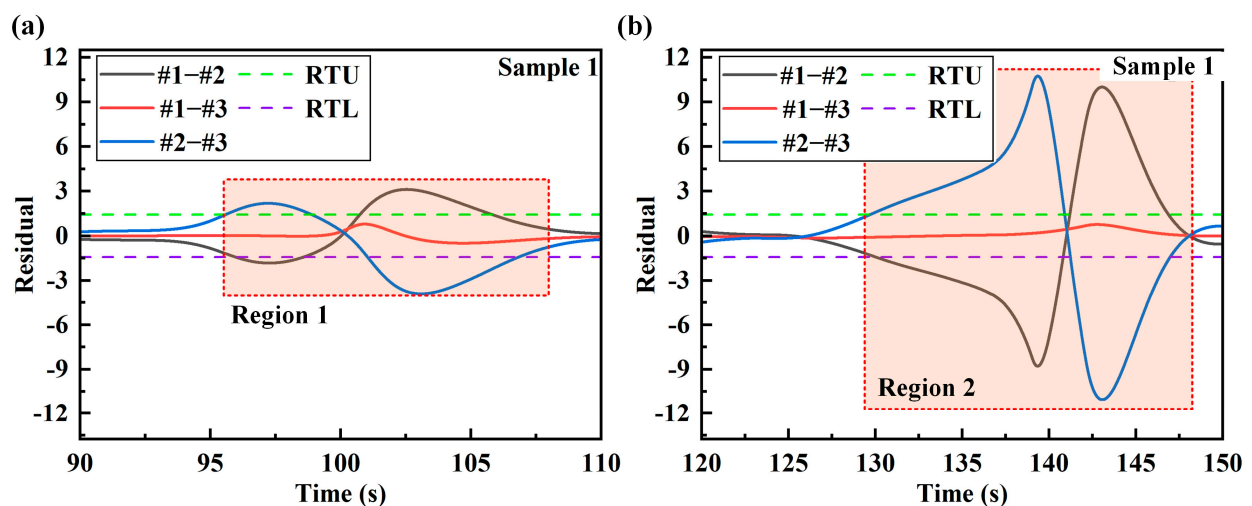 (a)
12
9
6
3
0
-3
-6
-9
-12
Residual
#1−#2
RTU
#1−#3
RTL
#2−#3
Sample 1
Region 1
90
95
100
105
110
Time (s)
(b)
12
9
6
3
0
-3
-6
-9
-12
Residual
#1−#2
RTU
#1−#3
RTL
#2−#3
Sample 1
Region 2
120
125
130
135
140
145
150
Time (s)